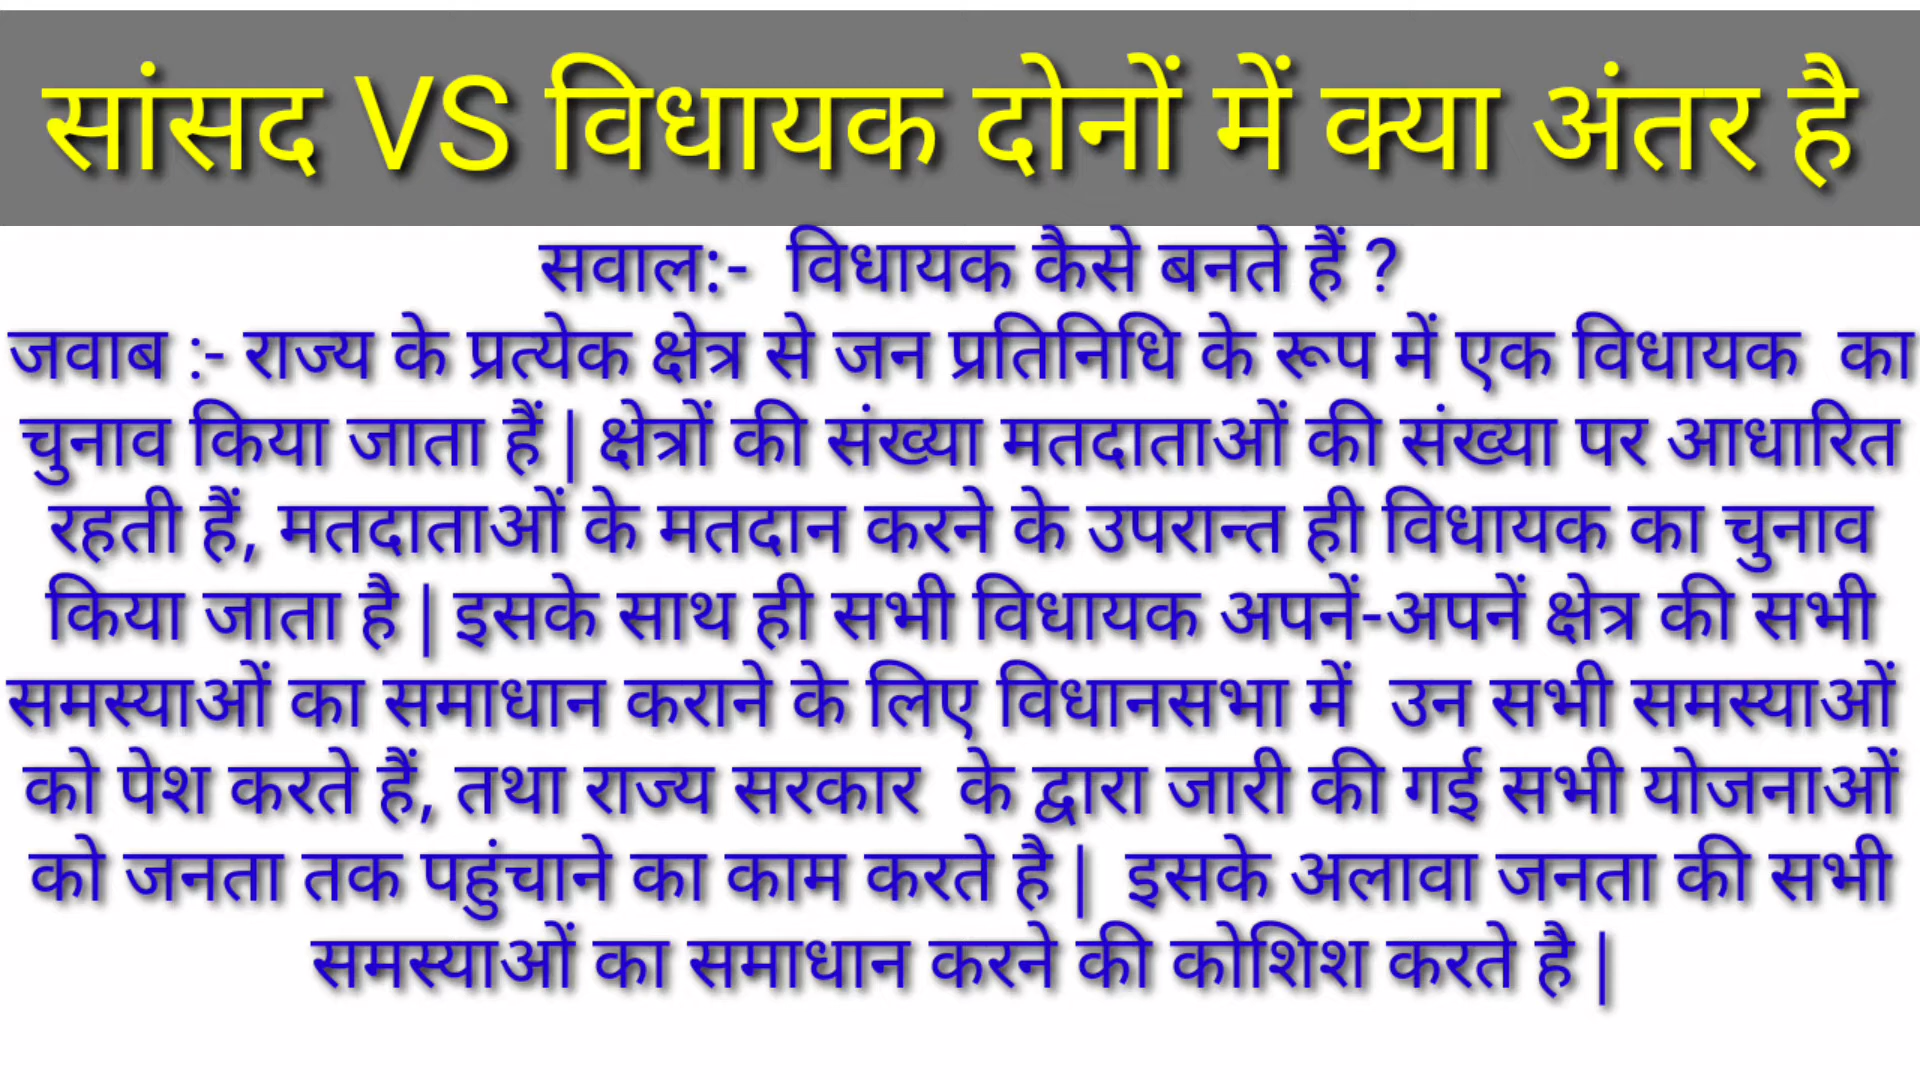 सांसद VS विधायक दोनों में क्या अंतर है
सवाल:- विधायक कैसे बनते हैं ?
जवाब :- राज्य के प्रत्येक क्षेत्र से जन प्रतिनिधि के रूप में एक विधायक का
चुनाव किया जाता हैं | क्षेत्रों की संख्या मतदाताओं की संख्या पर आधारित
रहती हैं, मतदाताओं के मतदान करने के उपरान्त ही विधायक का चुनाव
किया जाता है | इसके साथ ही सभी विधायक अपनें-अपनें क्षेत्र की सभी
समस्याओं का समाधान कराने के लिए विधानसभा में उन सभी समस्याओं
को पेश करते हैं, तथा राज्य सरकार के द्वारा जारी की गई सभी योजनाओं
को जनता तक पहुंचाने का काम करते है | इसके अलावा जनता की सभी
समस्याओं का समाधान करने की कोशिश करते है |